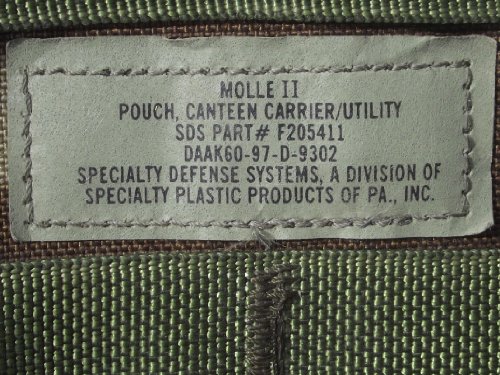 MOLLE II
POUCH, CANTEEN CARRIER/UTILITY
SDS PART# F205411
DAAK60-97-D-9302
SPECIALTY DEFENSE SYSTEMS, A DIVISION OF
SPECIALTY PLASTIC PRODUCTS OF PA., INC.